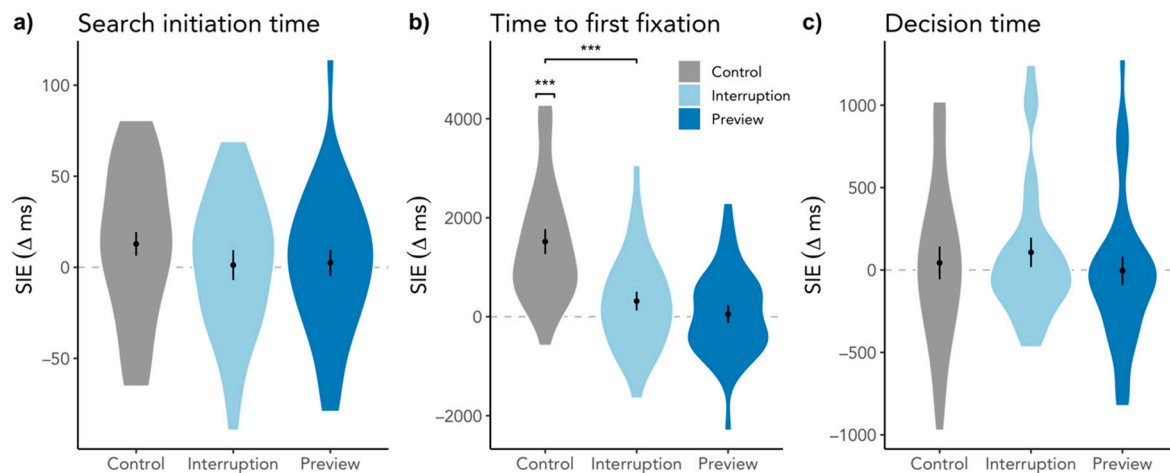 a) Search initiation time
SIE (Δ ms)
100
50
0
−50
Control Interruption Preview
b) Time to first fixation
SIE (Δ ms)
***
***
4000
2000
0
−2000
Control
Interruption
Preview
Control Interruption Preview
c) Decision time
SIE (Δ ms)
1000
500
0
−500
−1000
Control Interruption Preview